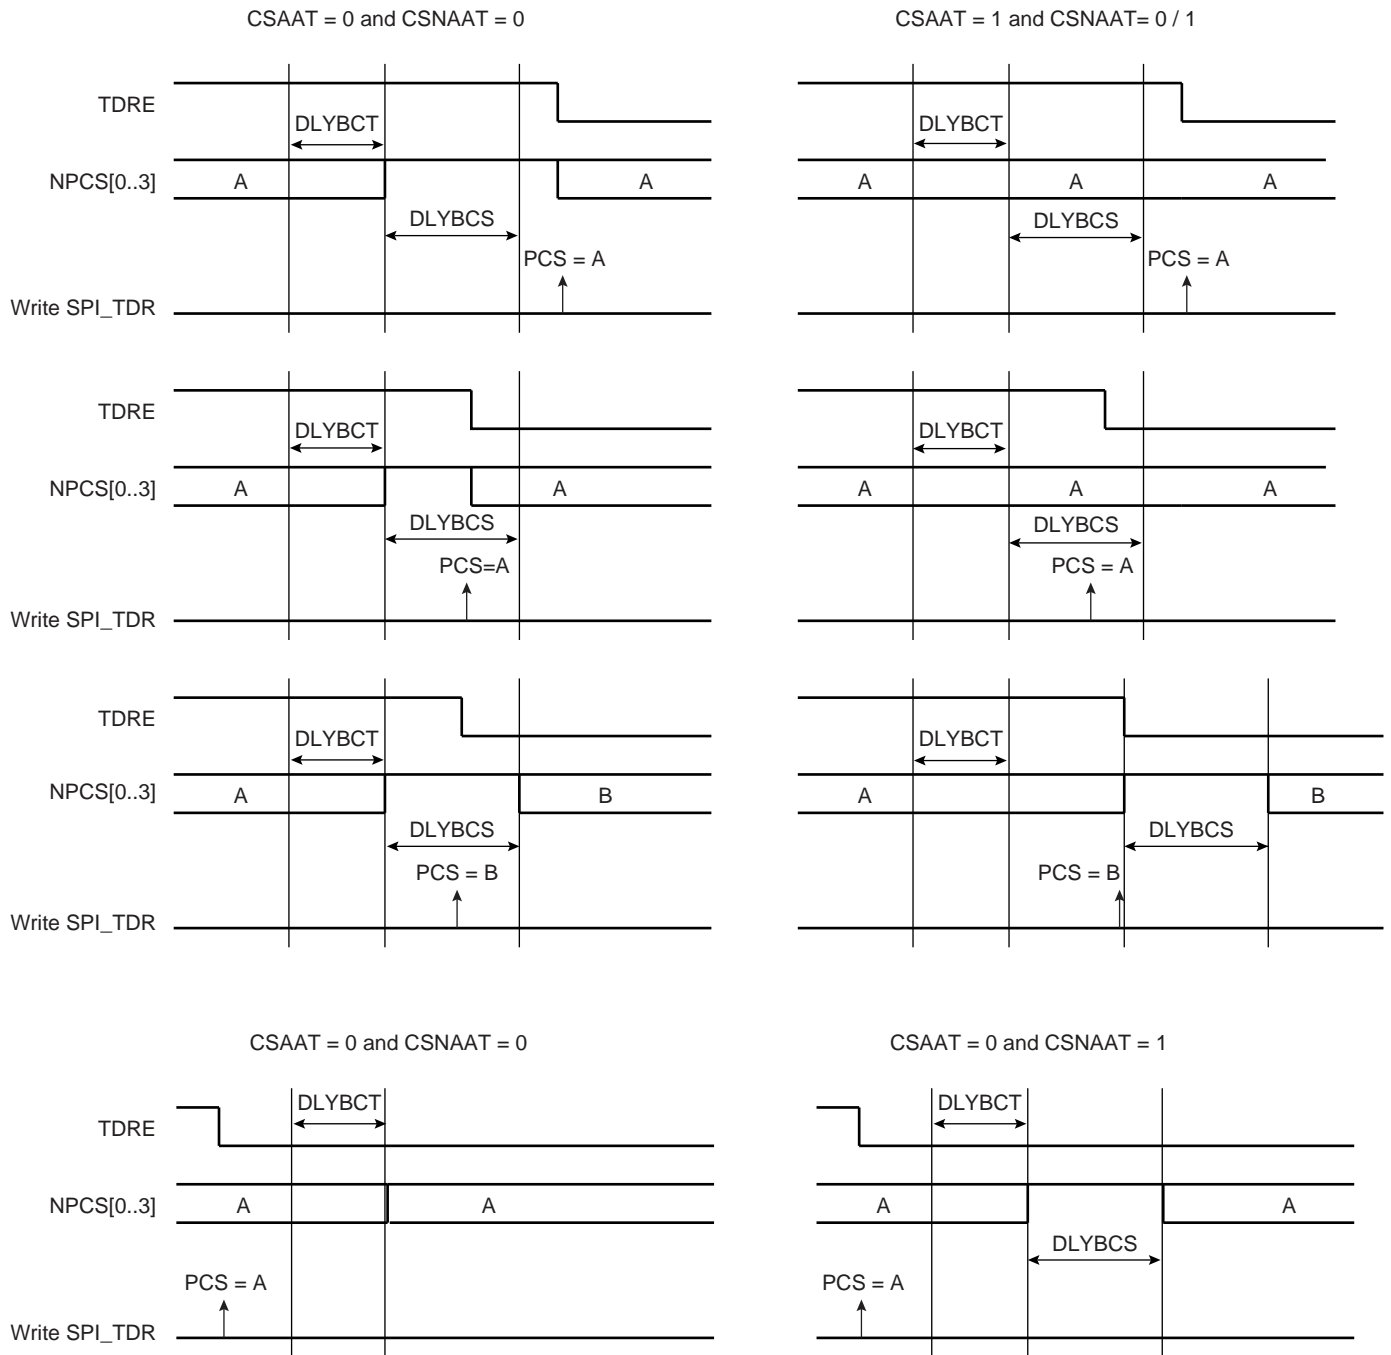 CSAAT = 0 and CSNAAT = 0
CSAAT = 1 and CSNAAT= 0 / 1
TDRE
DLYBCT
DLYBCT
NPCS[0..3]
A
A
A
A
A
DLYBCS
DLYBCS
PCS = A
PCS = A
Write SPI_TDR
TDRE
DLYBCT
DLYBCT
NPCS[0..3]
A
A
A
A
A
DLYBCS
DLYBCS
PCS=A
PCS = A
Write SPI_TDR
TDRE
DLYBCT
DLYBCT
NPCS[0..3]
A
B
A
B
DLYBCS
DLYBCS
PCS = B
PCS = B
Write SPI_TDR
CSAAT = 0 and CSNAAT = 0
CSAAT = 0 and CSNAAT = 1
DLYBCT
DLYBCT
TDRE
NPCS[0..3]
A
A
A
A
DLYBCS
PCS = A
PCS = A
Write SPI_TDR